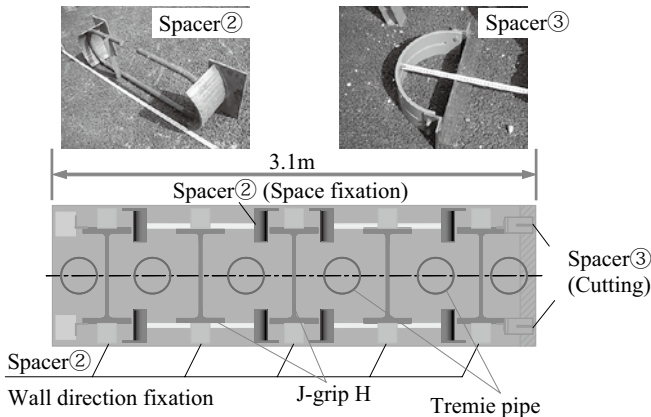 Spacer②
Spacer③
3.1m
Spacer② (Space fixation)
Spacer③
(Cutting)
Spacer②
Wall direction fixation
J-grip H
Tremie pipe